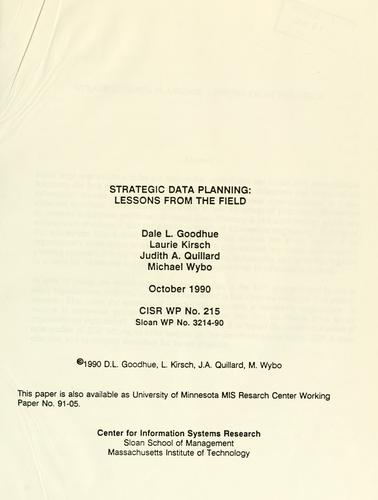 STRATEGIC DATA PLANNING:
LESSONS FROM THE FIELD
Dale L. Goodhue
Laurie Kirsch
Judith A. Quillard
Michael Wybo
October 1990
CISR WP No. 215
Sloan WP No. 3214-90
©1990 D.L. Goodhue, L. Kirsch, J.A. Quillard, M. Wybo
This paper is also available as University of Minnesota MIS Resarch Center Working
Paper No. 91-05.
Center for Information Systems Research
Sloan School of Management
Massachusetts Institute of Technology